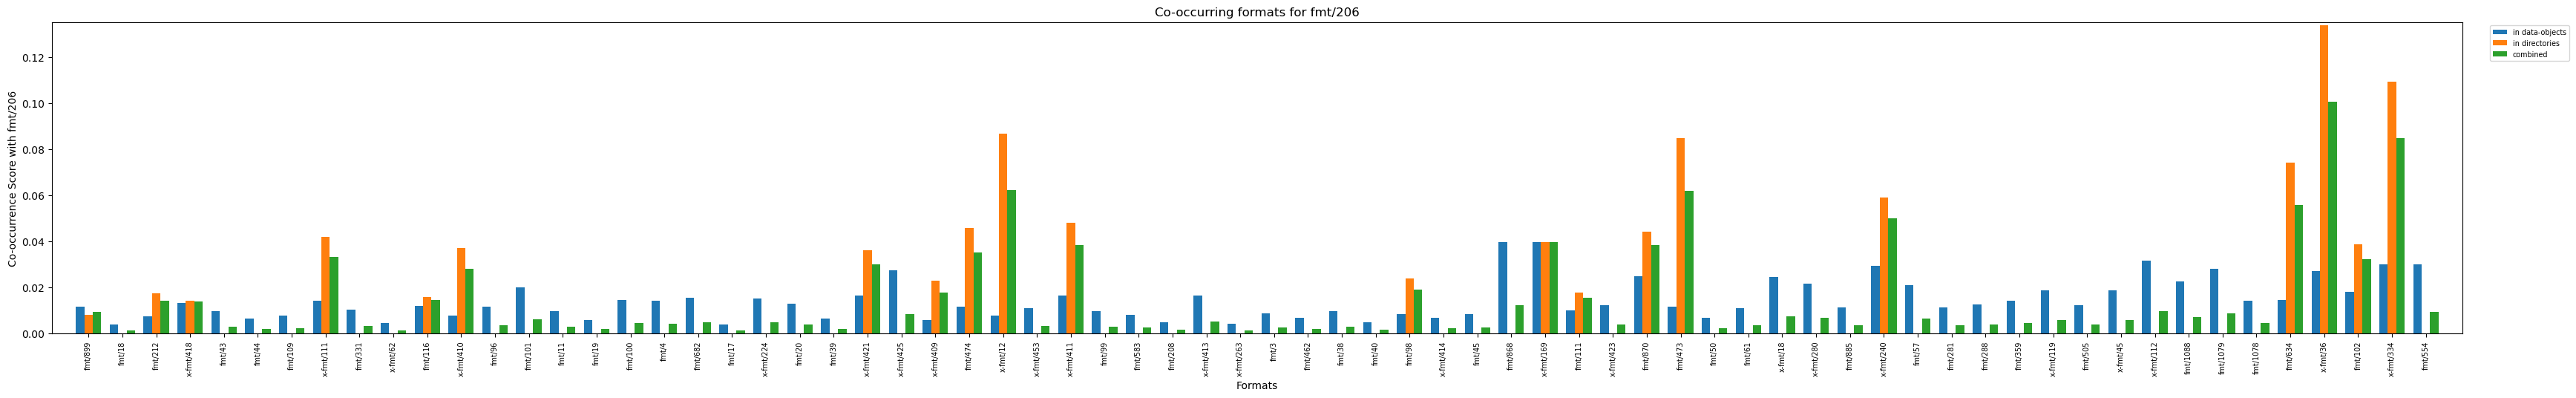 Co-occurring formats for fmt/206
in data-objects
in directories
combined
Co-occurrence Score with fmt/206
0.12
0.10
0.08
0.06
0.04
0.02
0.00
fmt/899
fmt/18
fmt/212
x-fmt/418
fmt/43
fmt/44
fmt/109
x-fmt/111
fmt/331
x-fmt/62
fmt/116
x-fmt/410
fmt/96
fmt/101
fmt/11
fmt/19
fmt/100
fmt/4
fmt/682
fmt/17
x-fmt/224
fmt/20
fmt/39
x-fmt/421
x-fmt/425
x-fmt/409
fmt/474
x-fmt/12
x-fmt/453
x-fmt/411
fmt/99
fmt/583
fmt/208
x-fmt/413
x-fmt/263
fmt/3
fmt/462
fmt/38
fmt/40
fmt/98
x-fmt/414
fmt/45
fmt/868
x-fmt/169
fmt/111
x-fmt/423
fmt/870
fmt/473
fmt/50
fmt/61
x-fmt/18
x-fmt/280
fmt/885
x-fmt/240
fmt/57
fmt/281
fmt/288
fmt/359
x-fmt/119
fmt/505
x-fmt/45
x-fmt/112
fmt/1088
fmt/1079
fmt/1078
fmt/634
x-fmt/36
fmt/102
x-fmt/334
fmt/554
Formats